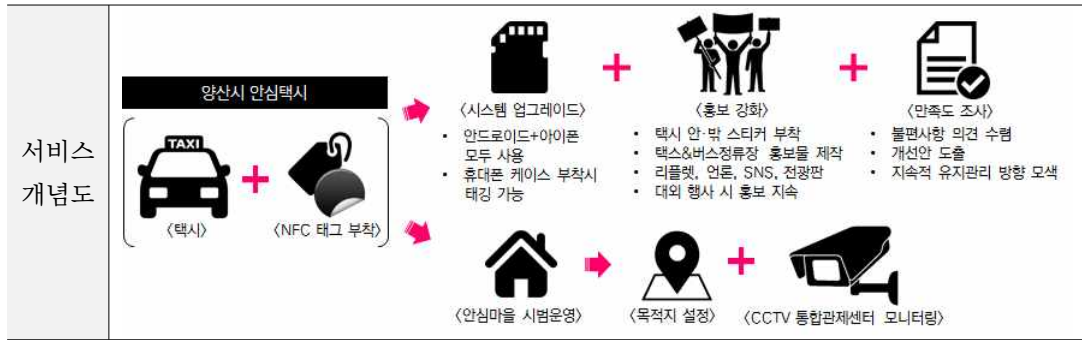 서비스
개념도
양산시 안심택시
TAXI
〈택시〉
〈NFC 태그 부착〉
〈시스템 업그레이드〉
• 안드로이드+아이폰
모두 사용
• 휴대폰 케이스 부착시
태깅 가능
〈홍보 강화〉
• 택시 안·밖 스티커 부착
• 택스&버스정류장 홍보물 제작
• 리플렛, 언론, SNS, 전광판
• 대외 행사 시 홍보 지속
〈만족도 조사〉
• 불편사항 의견 수렴
• 개선안 도출
• 지속적 유지관리 방향 모색
〈안심마을 시범운영〉
〈목적지 설정〉
〈CCTV 통합관제센터 모니터링〉